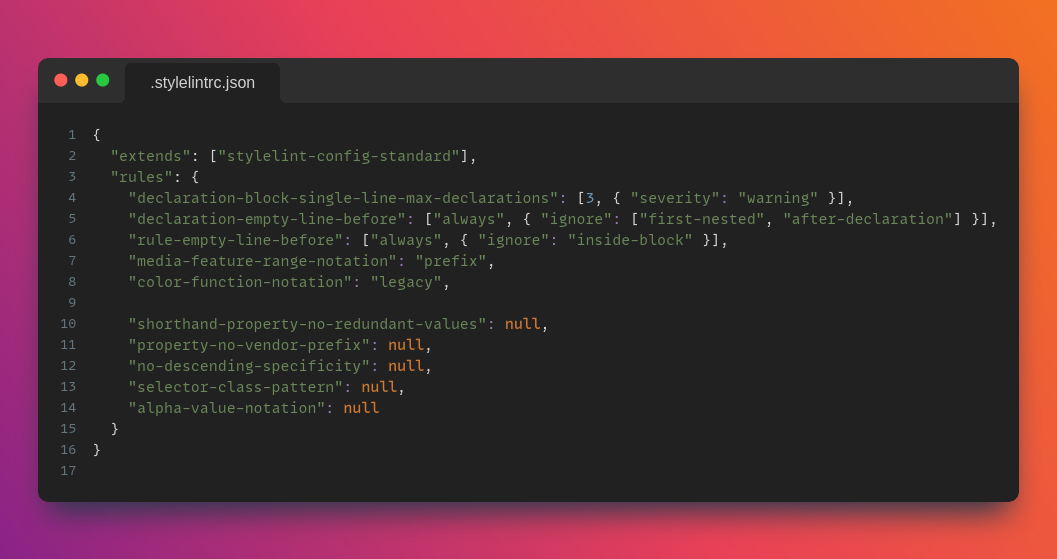 .stylelintrc.json
1 {
2   "extends": ["stylelint-config-standard"],
3   "rules": {
4     "declaration-block-single-line-max-declarations": [3, { "severity": "warning" }],
5     "declaration-empty-line-before": ["always", { "ignore": ["first-nested", "after-declaration"] }],
6     "rule-empty-line-before": ["always", { "ignore": "inside-block" }],
7     "media-feature-range-notation": "prefix",
8     "color-function-notation": "legacy",
9
10     "shorthand-property-no-redundant-values": null,
11     "property-no-vendor-prefix": null,
12     "no-descending-specificity": null,
13     "selector-class-pattern": null,
14     "alpha-value-notation": null
15   }
16 }
17